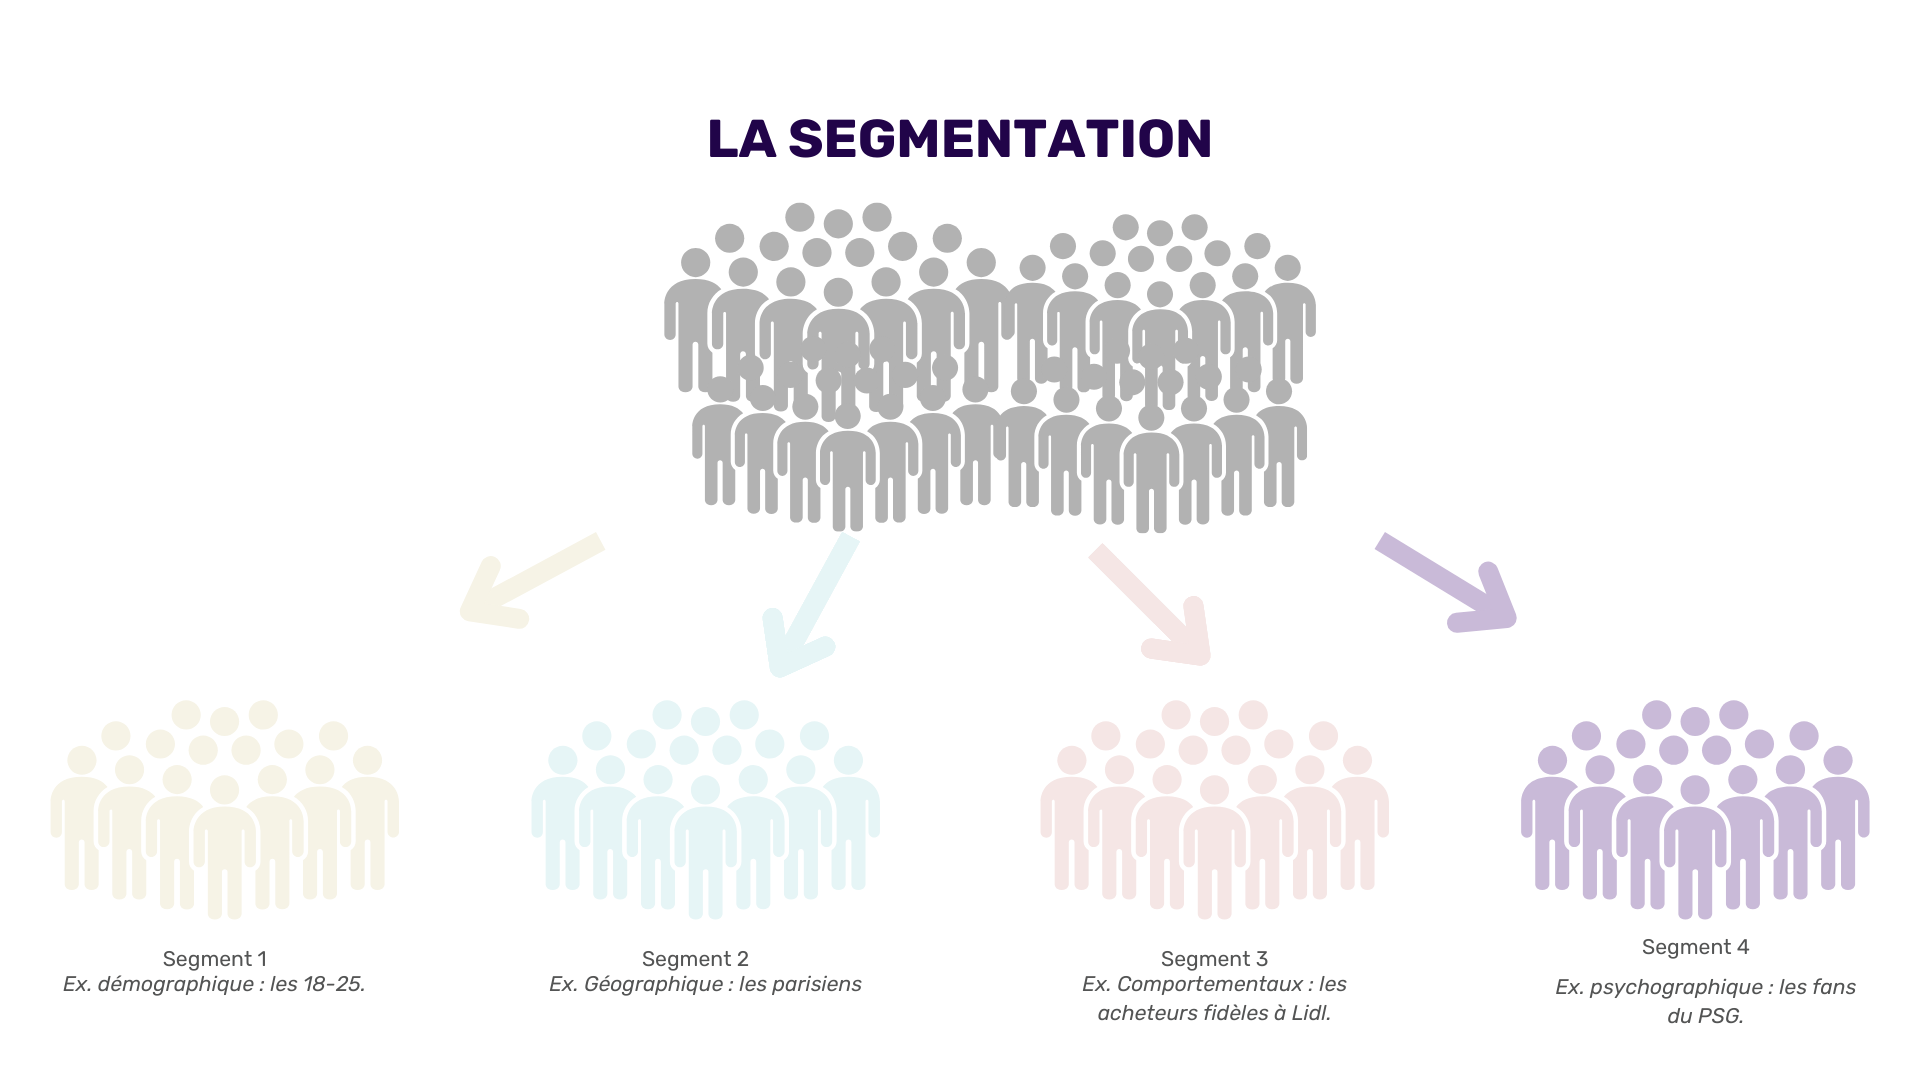 LA SEGMENTATION
Segment 1
Ex. démographique : les 18-25.
Segment 2
Ex. Géographique : les parisiens
Segment 3
Ex. Comportementaux : les
acheteurs fidèles à Lidl.
Segment 4
Ex. psychographique : les fans
du PSG.